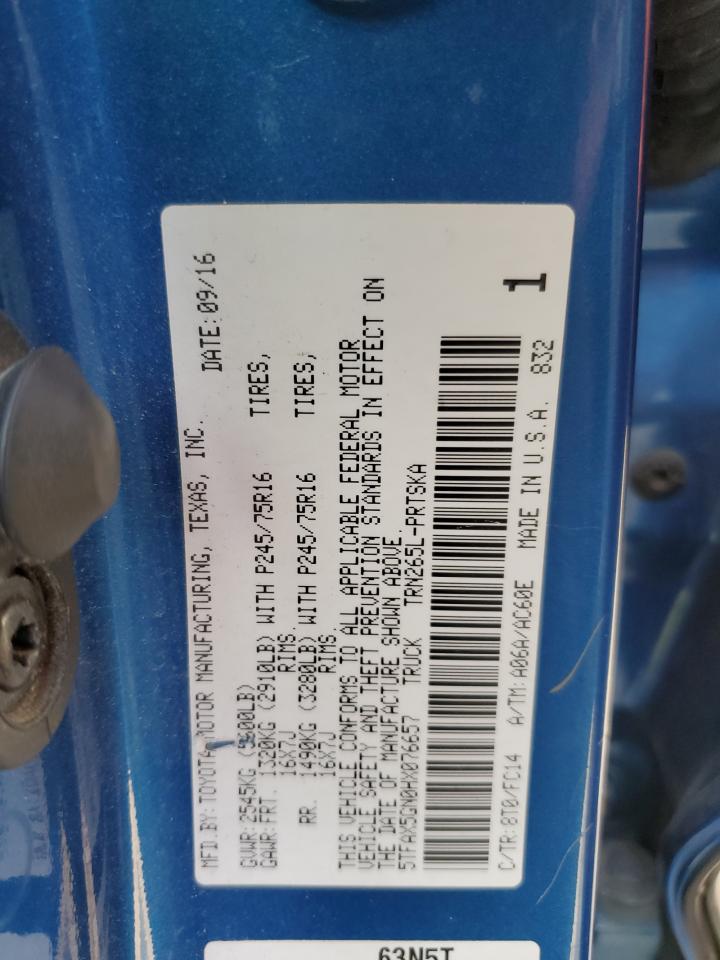 MFD.BY:TOYOTA MOTOR MANUFACTURING, TEXAS, INC. DATE:09/16
GVWR:2545KG (5600LB)
GAWR:FRT. 1320KG (2910LB) WITH P245/75R16 TIRES,
16X7J RIMS.
RR. 1490KG (3280LB) WITH P245/75R16 TIRES,
16X7J RIMS.
THIS VEHICLE CONFORMS TO ALL APPLICABLE FEDERAL MOTOR
VEHICLE SAFETY AND THEFT PREVENTION STANDARDS IN EFFECT ON
THE DATE OF MANUFACTURE SHOWN ABOVE.
5TFAX5GN0HX076657 TRUCK TRN265L-PRTSKA
C/TR:8T0/FC14 A/TM:A06A/AC60E MADE IN U.S.A. 832
1
63N5T